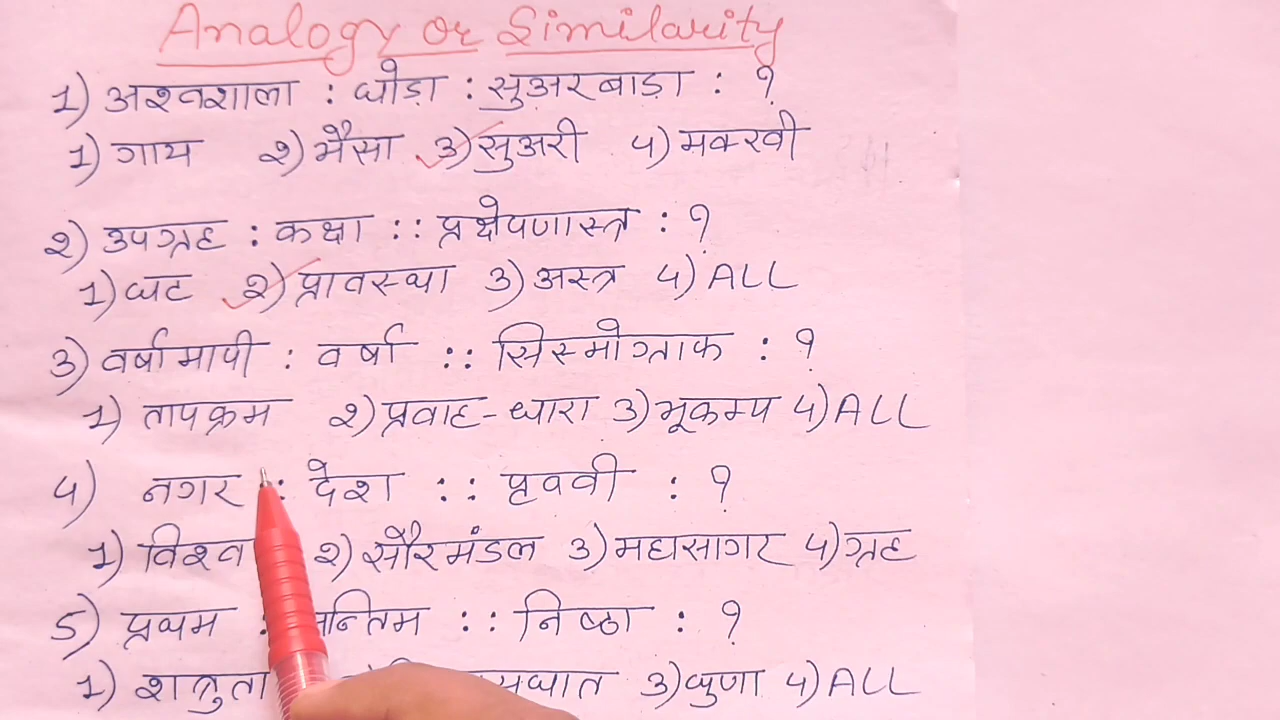 Analogy or Similarity
1) अश्वशाला : घोड़ा : सुअरबाड़ा : ?
1) गाय 2) भैसा 3) सुअरी 4) मक्खी
2) उपग्रह : कक्षा :: प्रक्षेपणास्त्र : ?
1) घट 2) प्रावस्था 3) अस्त्र 4) ALL
3) वर्षामापी : वर्षा :: सिस्मोग्राफ : ?
1) तापक्रम 2) प्रवाह-धारा 3) भूकम्प 4) ALL
4) नगर : देश :: पृथ्वी : ?
1) विश्व 2) सौरमंडल 3) महासागर 4) ग्रह
5) प्रथम : न्तिम :: निष्ठा : ?
1) शत्रुता 3) घृणा 4) ALL